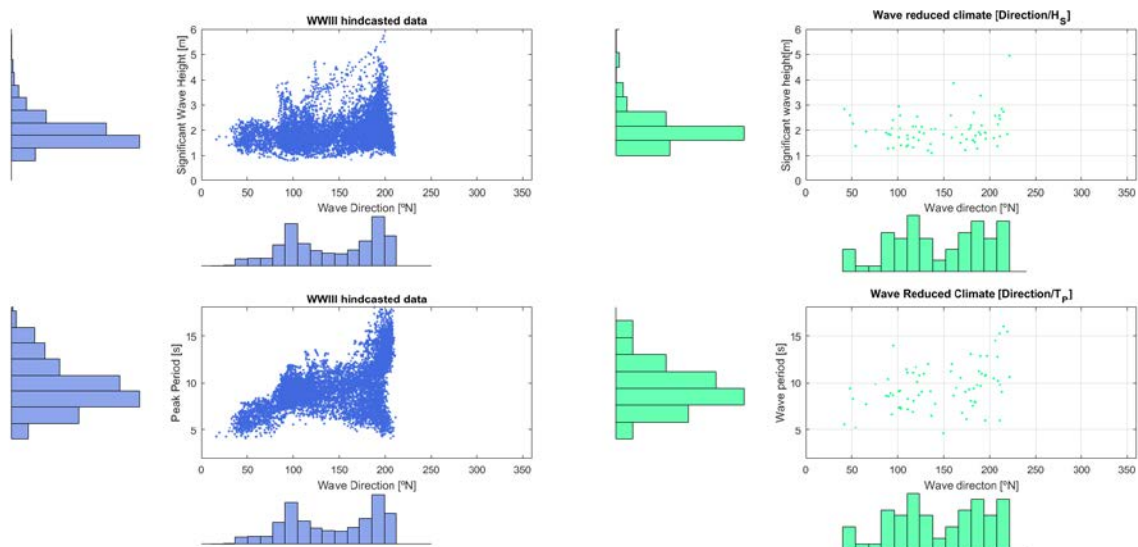 WWIII hindcasted data
Significant Wave Height [m]
6
5
4
3
2
1
0
0 50 100 150 200 250 300 350
Wave Direction [ºN]
Wave reduced climate [Direction/HS]
Significant wave height[m]
6
5
4
3
2
1
0
0 50 100 150 200 250 300 350
Wave directon [ºN]
WWIII hindcasted data
Peak Period [s]
15
10
5
0 50 100 150 200 250 300 350
Wave Direction [ºN]
Wave Reduced Climate [Direction/TP]
Wave period [s]
15
10
5
0 50 100 150 200 250 300 350
Wave directon [ºN]